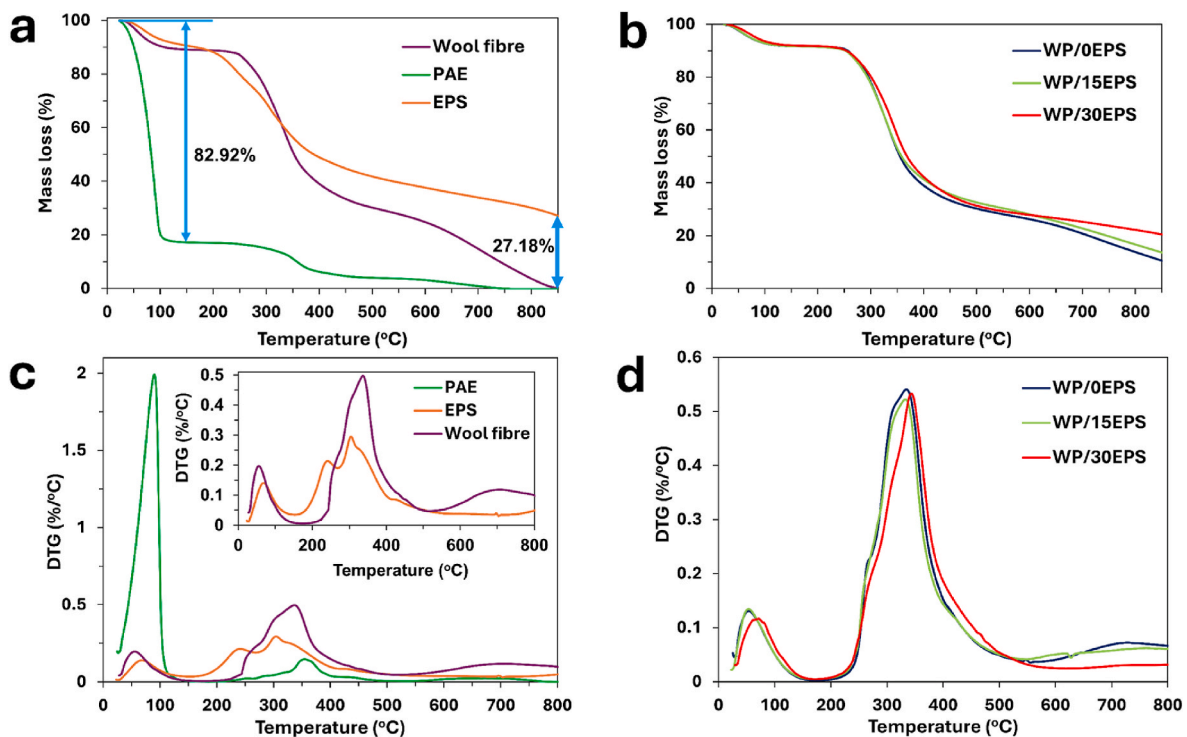 a
100
80
60
40
20
0
Mass loss (%)
0 100 200 300 400 500 600 700 800
Temperature (°C)
Wool fibre
PAE
EPS
82.92%
27.18%
b
100
80
60
40
20
0
Mass loss (%)
0 100 200 300 400 500 600 700 800
Temperature (°C)
WP/0EPS
WP/15EPS
WP/30EPS
c
2
1.5
1
0.5
0
DTG (%/°C)
0 100 200 300 400 500 600 700 800
Temperature (°C)
0.5
0.4
0.3
0.2
0.1
0
DTG (%/°C)
0 200 400 600 800
Temperature (°C)
PAE
EPS
Wool fibre
d
0.6
0.5
0.4
0.3
0.2
0.1
0
DTG (%/°C)
0 100 200 300 400 500 600 700 800
Temperature (°C)
WP/0EPS
WP/15EPS
WP/30EPS